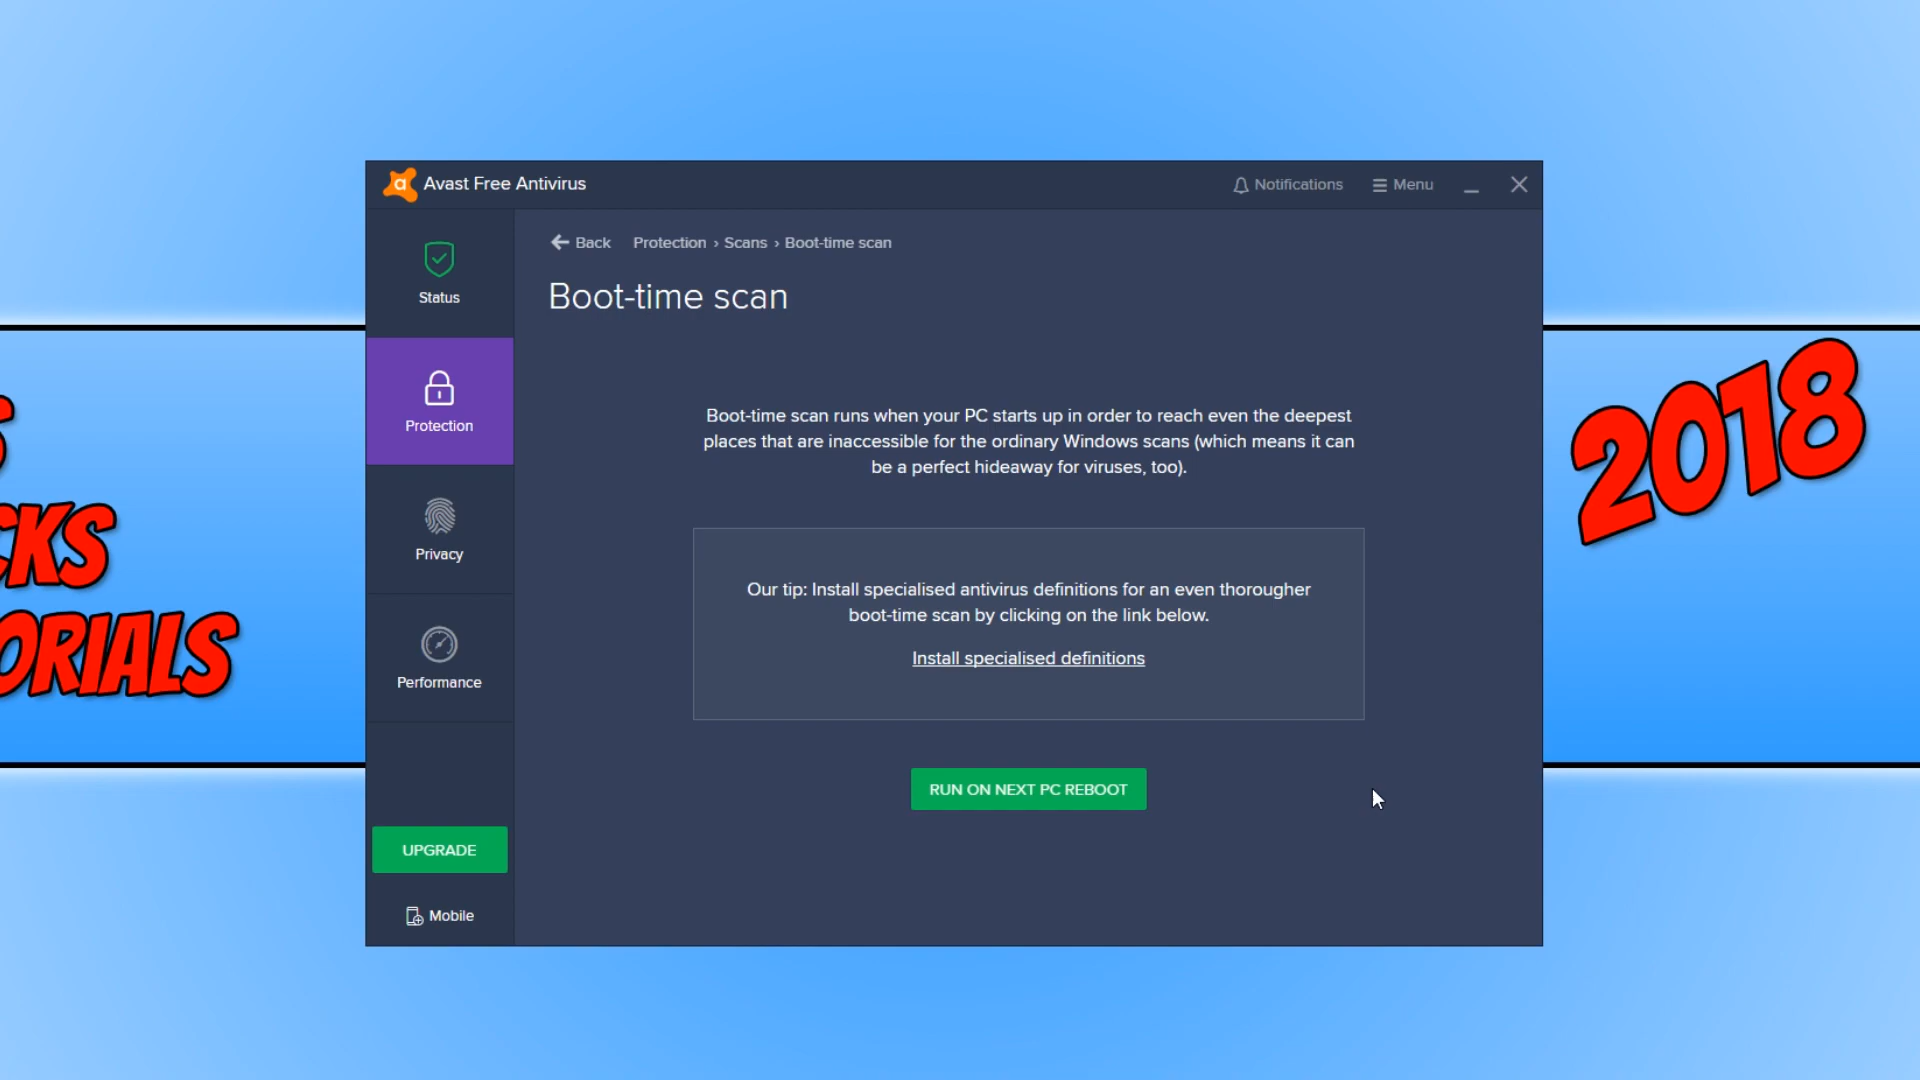 Avast Free Antivirus
Notifications
Menu
Status
Protection
Privacy
Performance
UPGRADE
Mobile
Back Protection › Scans › Boot-time scan
Boot-time scan
Boot-time scan runs when your PC starts up in order to reach even the deepest
places that are inaccessible for the ordinary Windows scans (which means it can
be a perfect hideaway for viruses, too).
Our tip: Install specialised antivirus definitions for an even thorougher
boot-time scan by clicking on the link below.
Install specialised definitions
RUN ON NEXT PC REBOOT
2018